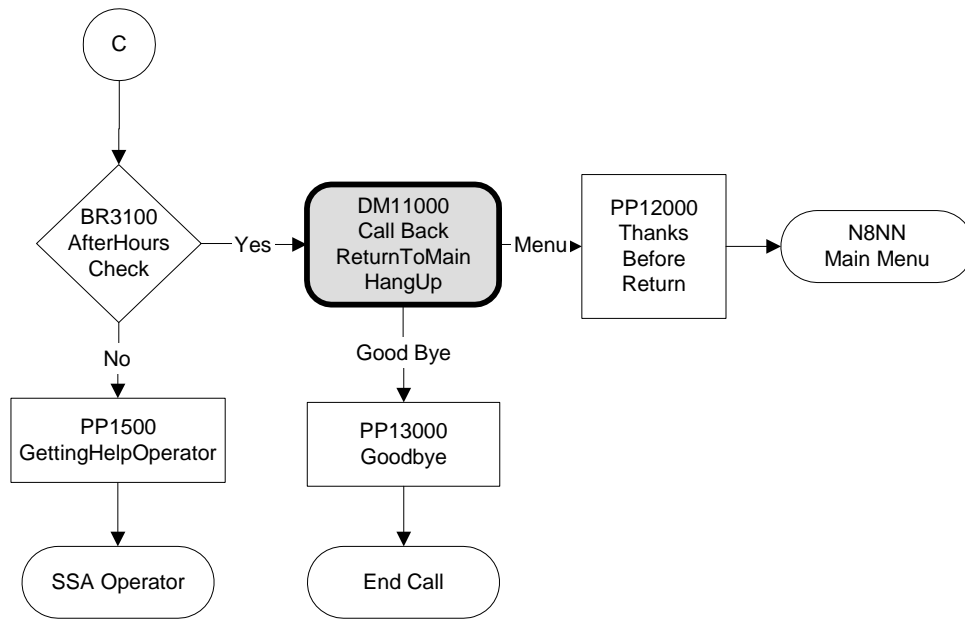 C
BR3100
AfterHours
Check
Yes
DM11000
Call Back
ReturnToMain
HangUp
Menu
PP12000
Thanks
Before
Return
N8NN
Main Menu
No
Good Bye
PP1500
GettingHelpOperator
PP13000
Goodbye
SSA Operator
End Call